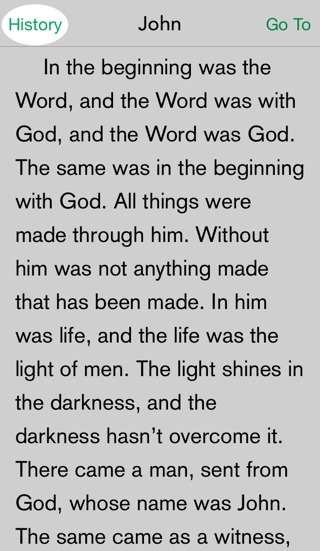 History John Go To
In the beginning was the
Word, and the Word was with
God, and the Word was God.
The same was in the beginning
with God. All things were
made through him. Without
him was not anything made
that has been made. In him
was life, and the life was the
light of men. The light shines in
the darkness, and the
darkness hasn’t overcome it.
There came a man, sent from
God, whose name was John.
The same came as a witness,